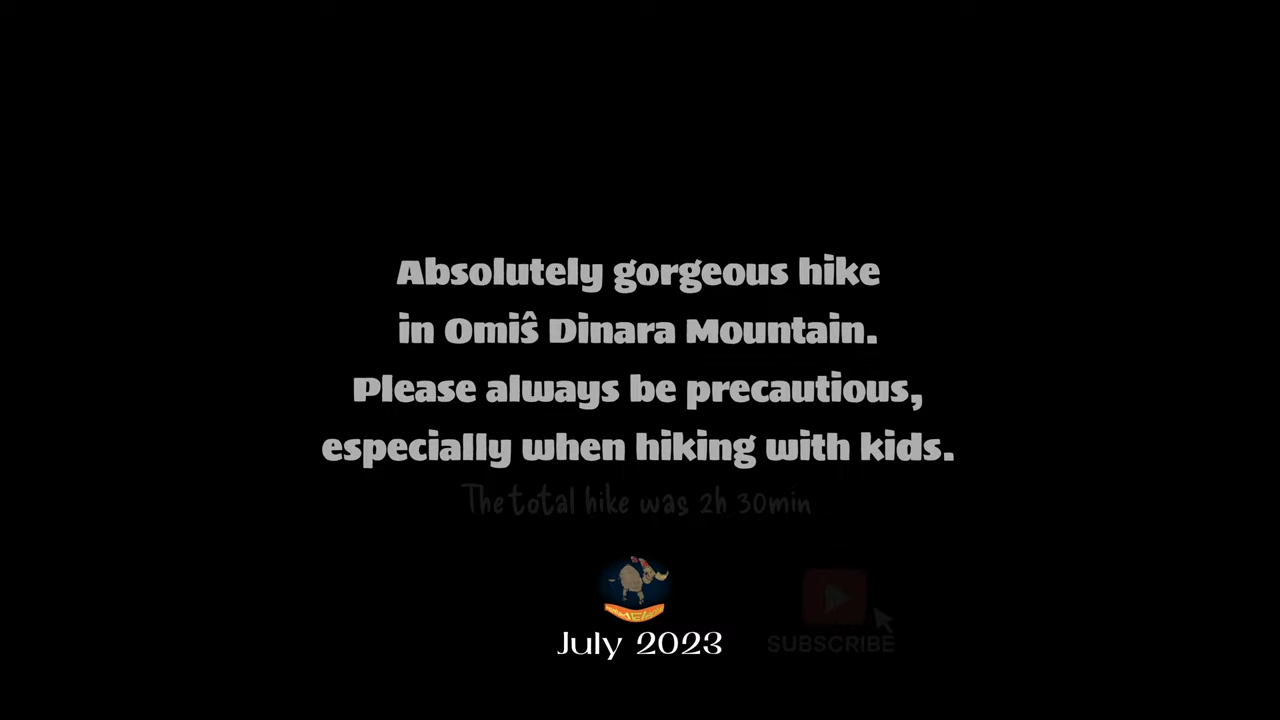 Absolutely gorgeous hike
in Omiŝ Dinara Mountain.
Please always be precautious,
especially when hiking with kids.
The total hike was 2h 30min
July 2023
SUBSCRIBE